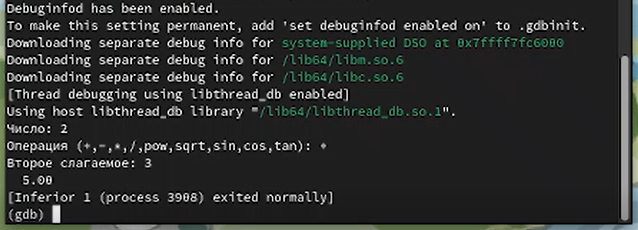 Debuginfod has been enabled.
To make this setting permanent, add 'set debuginfod enabled on' to .gdbinit.
Downloading separate debug info for system-supplied DSO at 0x7ffff7fc6000
Downloading separate debug info for /lib64/libm.so.6
Downloading separate debug info for /lib64/libc.so.6
[Thread debugging using libthread_db enabled]
Using host libthread_db library "/lib64/libthread_db.so.1".
Число: 2
Операция (+,-,*,/,pow,sqrt,sin,cos,tan): +
Второе слагаемое: 3
  5.00
[Inferior 1 (process 3908) exited normally]
(gdb)